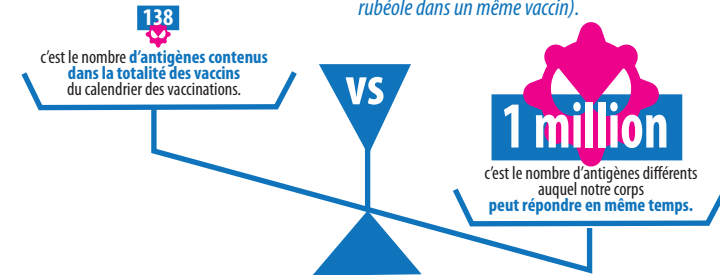 rubéole dans un même vaccin).
138
c'est le nombre d'antigènes contenus
dans la totalité des vaccins
du calendrier des vaccinations.
VS
1 million
c'est le nombre d'antigènes différents
auquel notre corps
peut répondre en même temps.